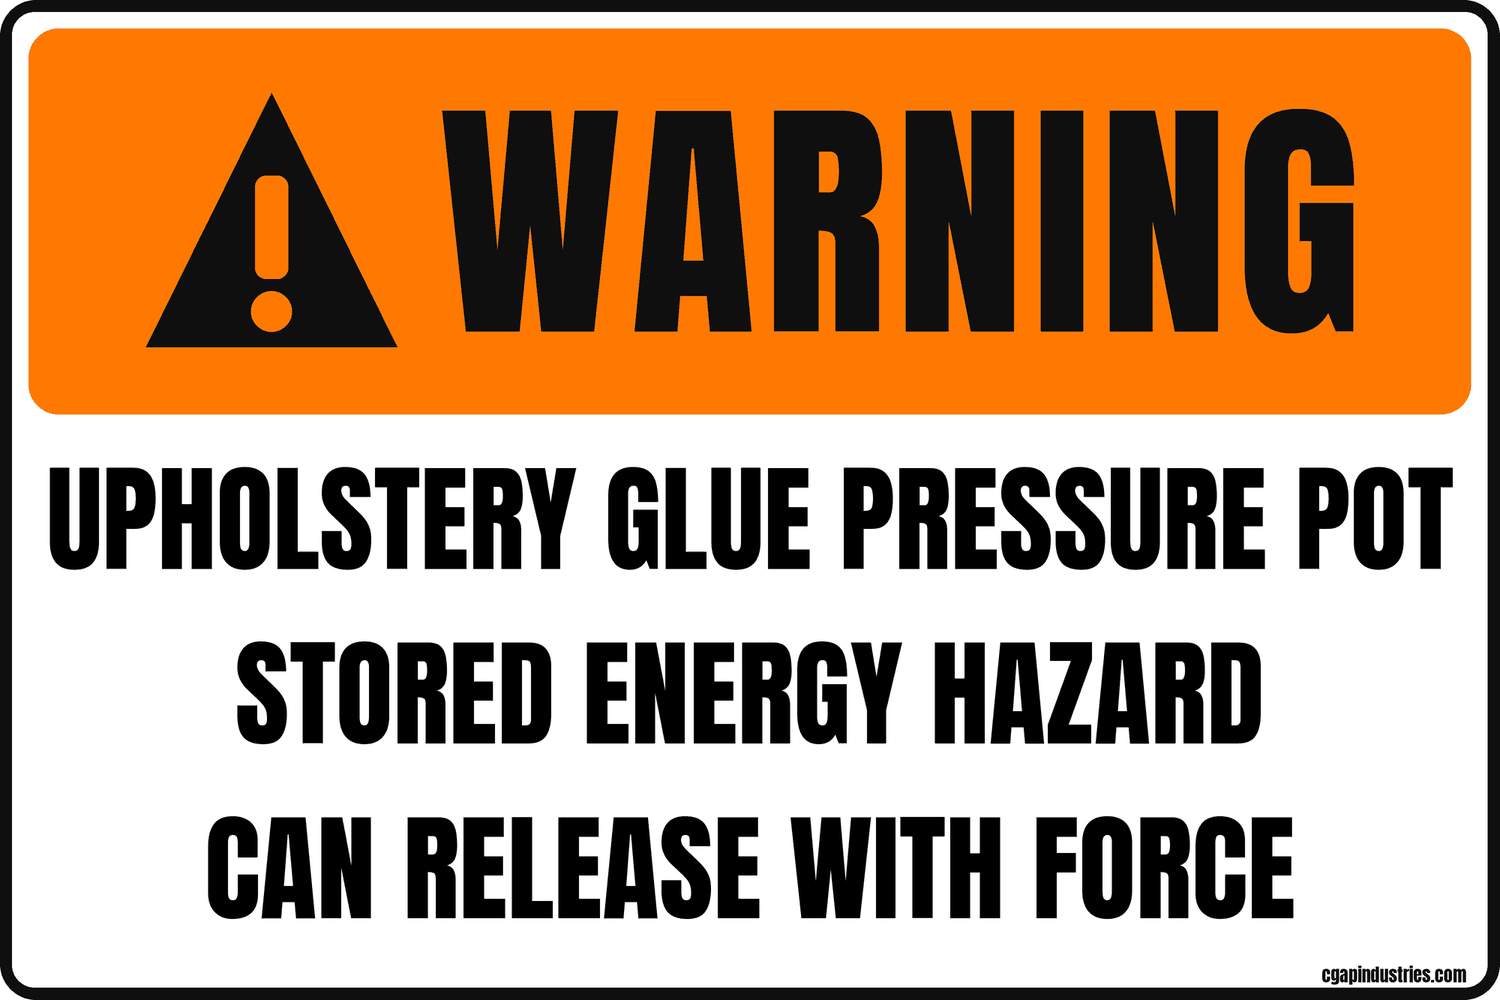 WARNING
UPHOLSTERY GLUE PRESSURE POT
STORED ENERGY HAZARD
CAN RELEASE WITH FORCE
cgapindustries.com